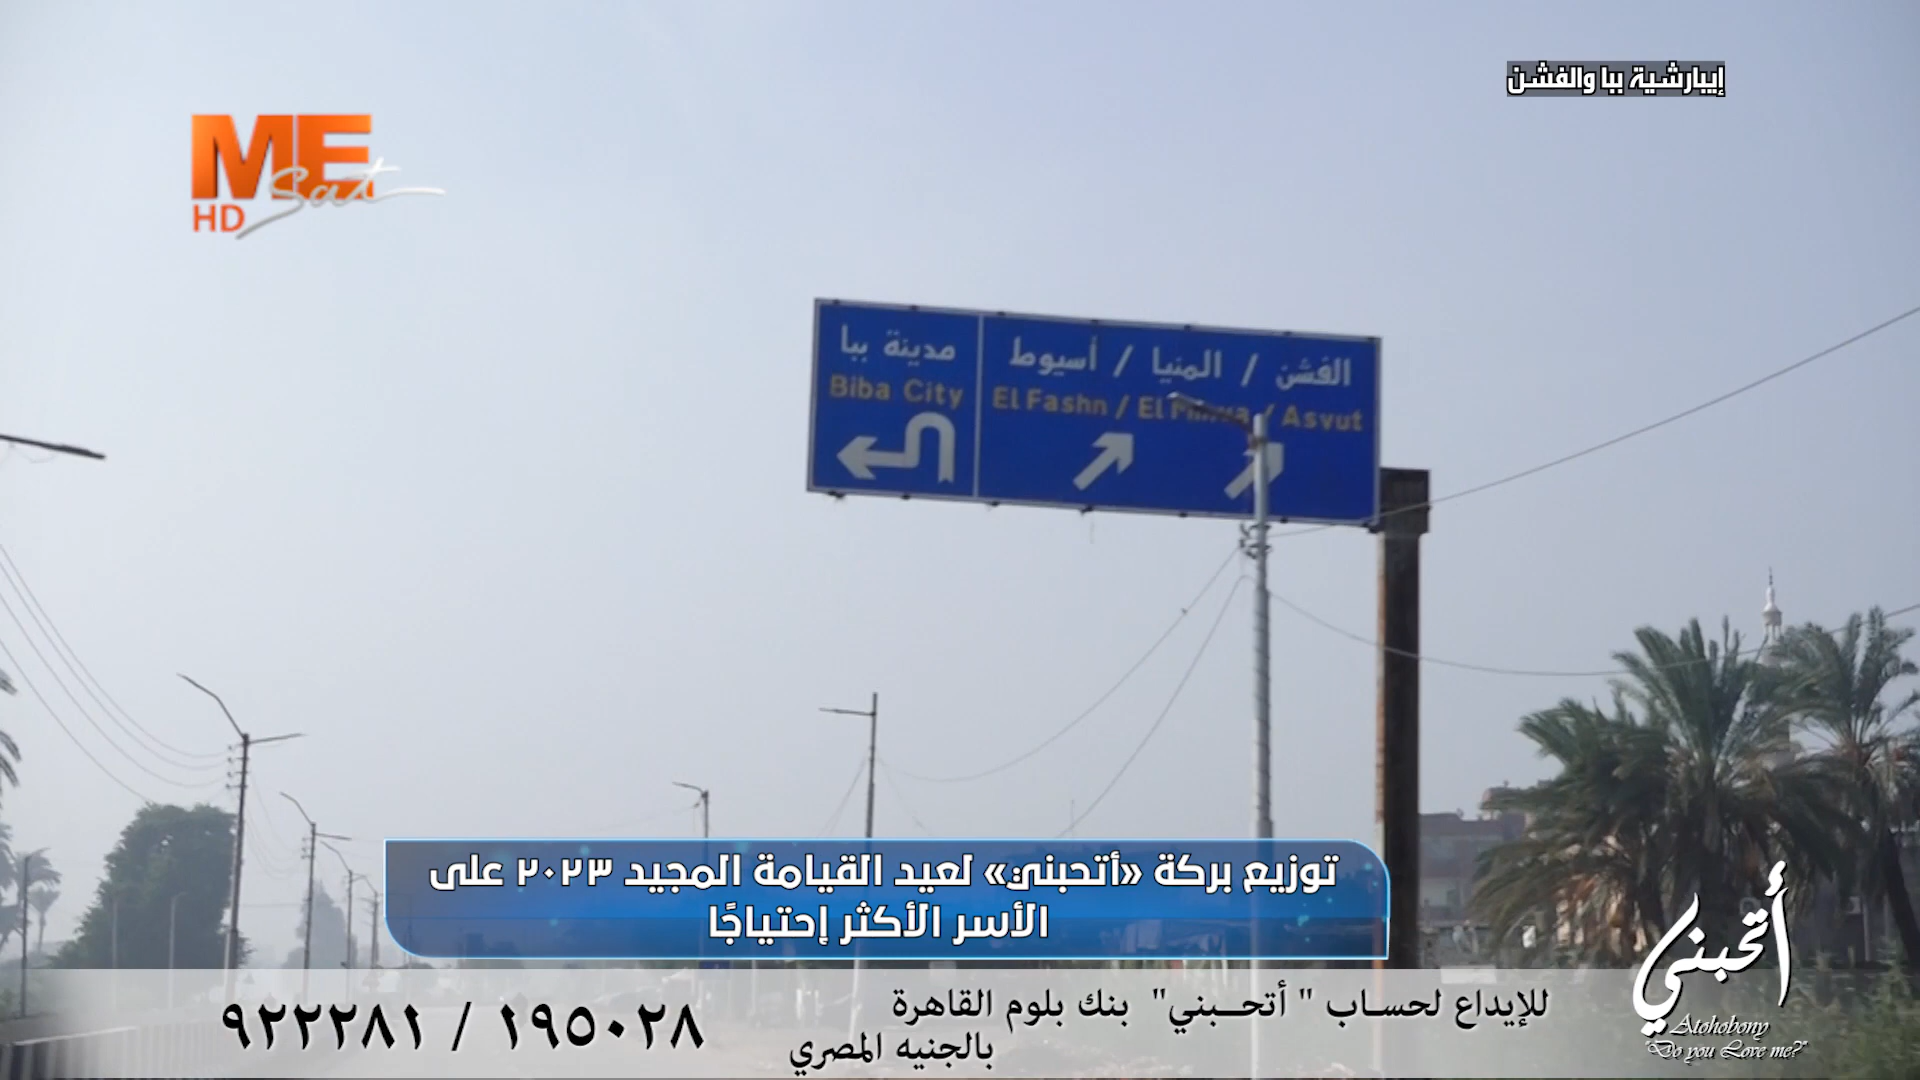 إيبارشية ببا والفشن
ME
Sat
HD
مدينة ببا
Biba City
الفشن / المنيا / أسيوط
El Fashn / El Minya / Asyut
توزيع بركة «أتحبني» لعيد القيامة المجيد ٢٠٢٣ على
الأسر الأكثر إحتياجًا
أتحبني
Atohobony
"Do you Love me?"
للإيداع لحساب " أتحبني" بنك بلوم القاهرة
بالجنيه المصري
٩٢٢٢٨١ / ١٩٥٠٢٨